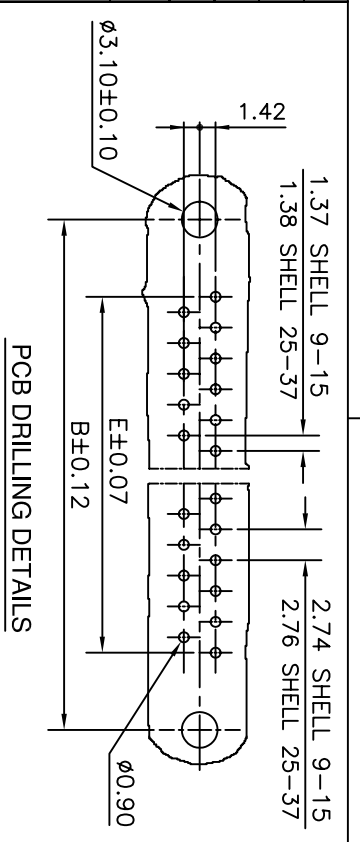 1.37 SHELL 9-15
1.38 SHELL 25-37
2.74 SHELL 9-15
2.76 SHELL 25-37
1.42
ø3.10±0.10
ø0.90
E±0.07
B±0.12
PCB DRILLING DETAILS